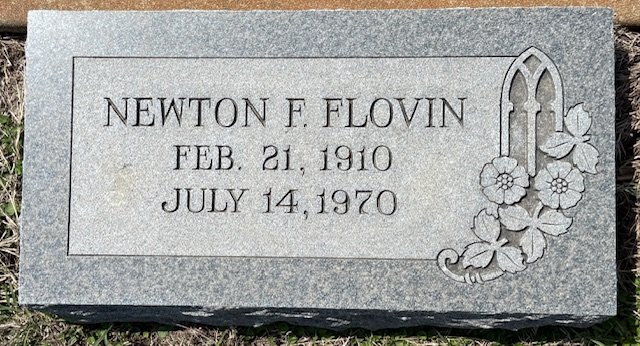 NEWTON F. FLOVIN
FEB. 21, 1910
JULY 14, 1970